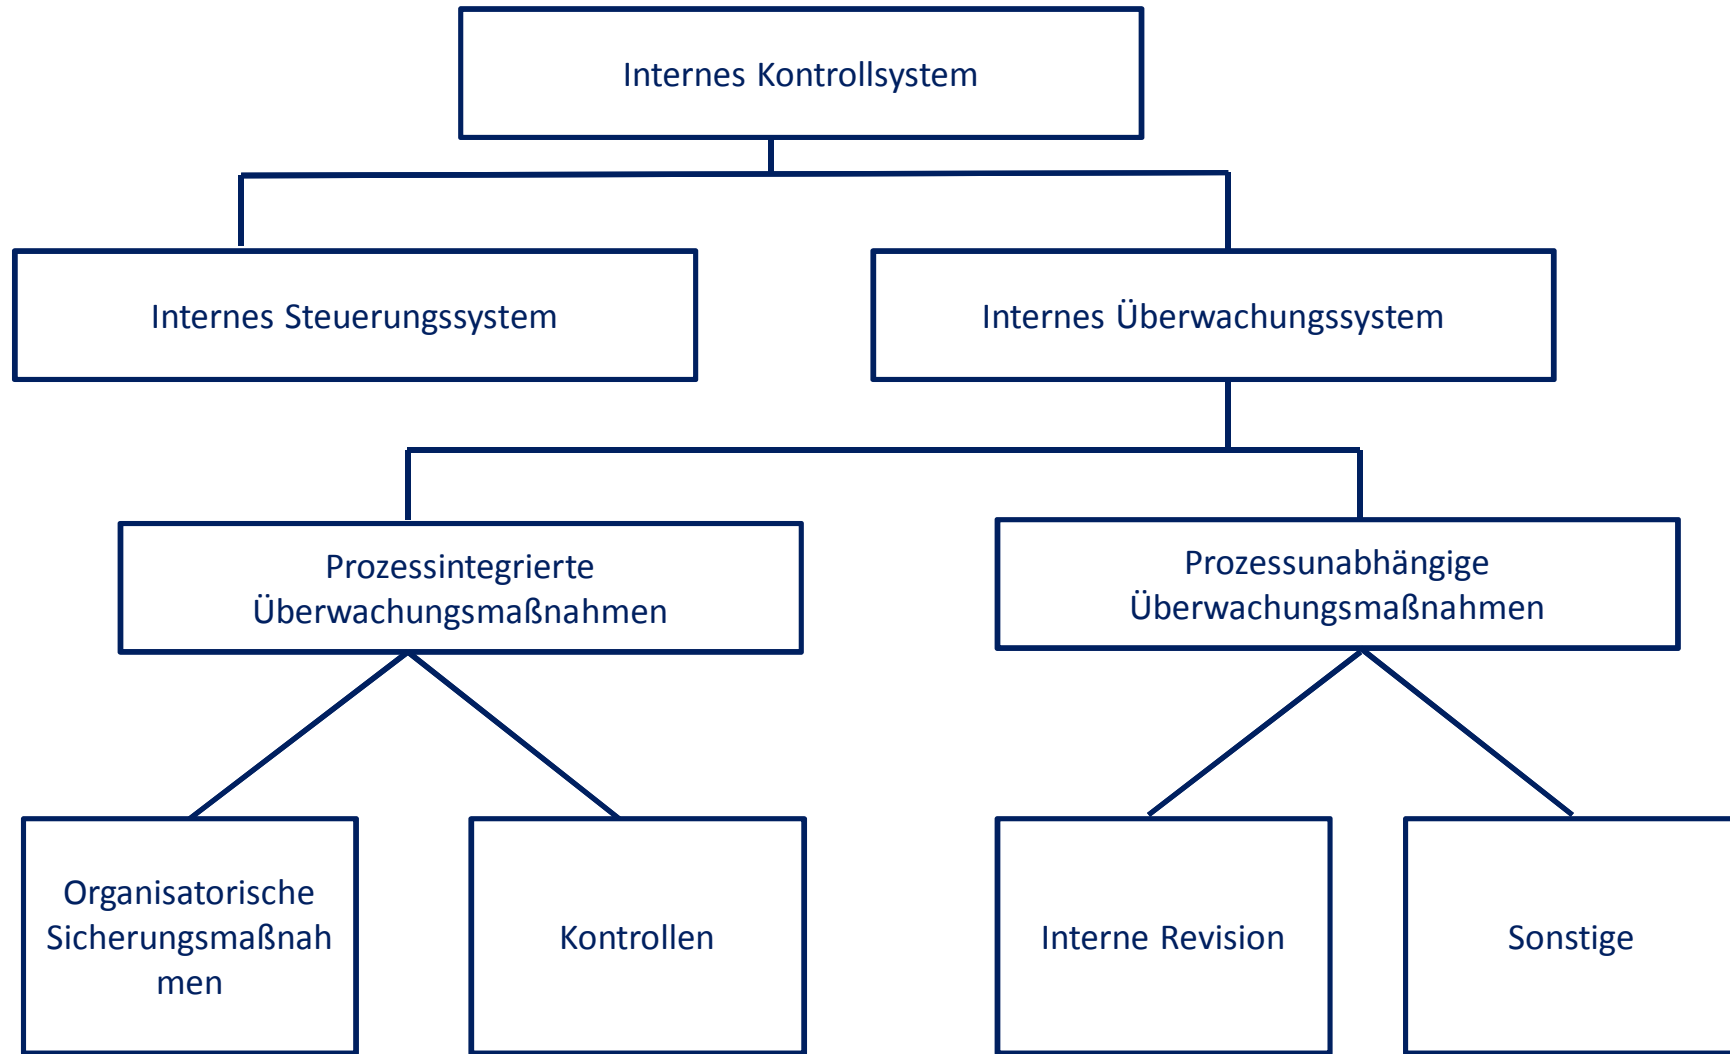 Internes Kontrollsystem
Internes Steuerungssystem
Internes Überwachungssystem
Prozessintegrierte
Überwachungsmaßnahmen
Prozessunabhängige
Überwachungsmaßnahmen
Organisatorische
Sicherungsmaßnah
men
Kontrollen
Interne Revision
Sonstige